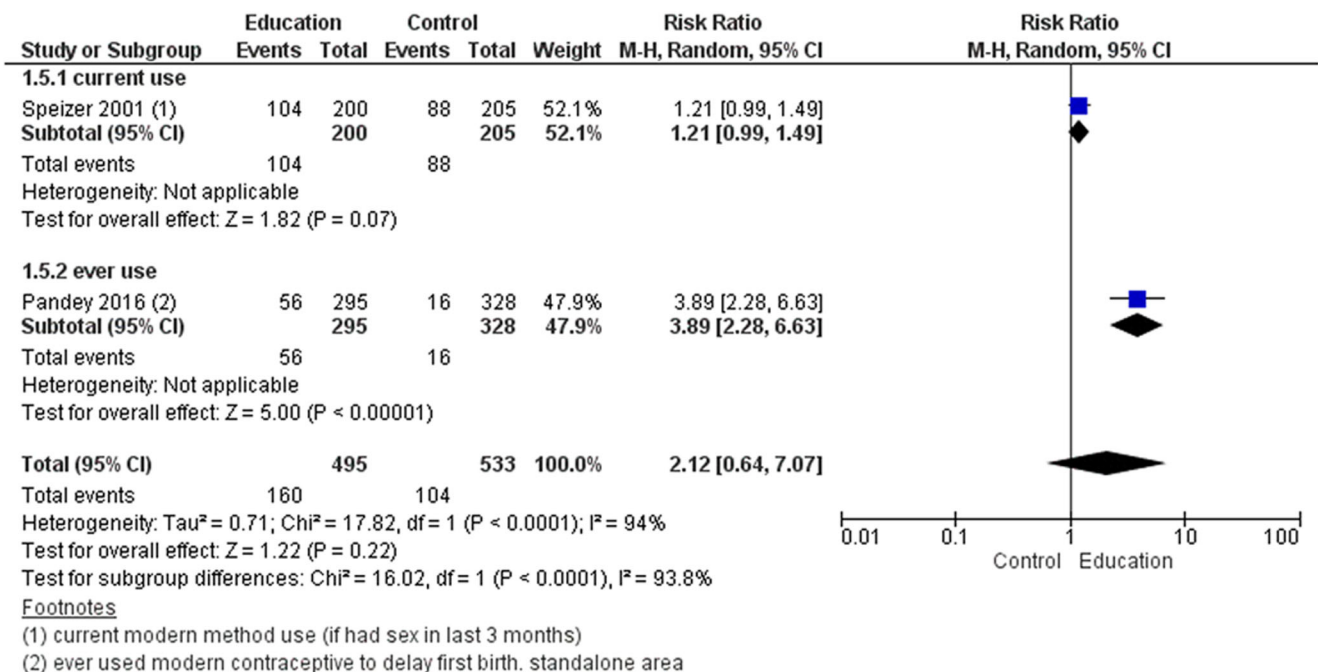 Education Control Risk Ratio Risk Ratio
Study or Subgroup Events Total Events Total Weight M-H, Random, 95% CI M-H, Random, 95% CI
1.5.1 current use
Speizer 2001 (1) 104 200 88 205 52.1% 1.21 [0.99, 1.49]
Subtotal (95% CI) 200 205 52.1% 1.21 [0.99, 1.49]
Total events 104 88
Heterogeneity: Not applicable
Test for overall effect: Z = 1.82 (P = 0.07)
1.5.2 ever use
Pandey 2016 (2) 56 295 16 328 47.9% 3.89 [2.28, 6.63]
Subtotal (95% CI) 295 328 47.9% 3.89 [2.28, 6.63]
Total events 56 16
Heterogeneity: Not applicable
Test for overall effect: Z = 5.00 (P < 0.00001)
Total (95% CI) 495 533 100.0% 2.12 [0.64, 7.07]
Total events 160 104
Heterogeneity: Tau² = 0.71; Chi² = 17.82, df = 1 (P < 0.0001); I² = 94%
Test for overall effect: Z = 1.22 (P = 0.22)
Test for subgroup differences: Chi² = 16.02, df = 1 (P < 0.0001), I² = 93.8%
0.01 0.1 1 10 100
Control Education
Footnotes
(1) current modern method use (if had sex in last 3 months)
(2) ever used modern contraceptive to delay first birth. standalone area